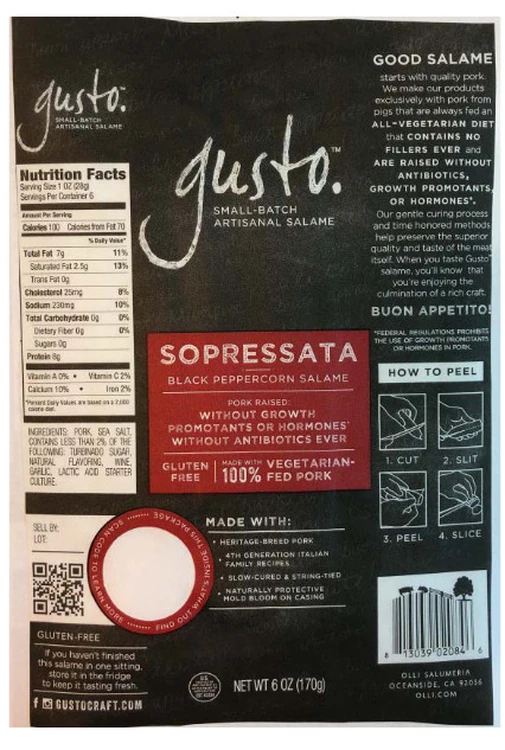 gusto.™
SMALL-BATCH
ARTISANAL SALAME
Nutrition Facts
Serving Size 1 OZ (28g)
Servings Per Container 6
Amount Per Serving
Calories 100 Calories from Fat 70
% Daily Value*
Total Fat 7g 11%
Saturated Fat 2.5g 13%
Trans Fat 0g
Cholesterol 25mg 8%
Sodium 230mg 10%
Total Carbohydrate 0g 0%
Dietary Fiber 0g 0%
Sugars 0g
Protein 8g
Vitamin A 0% • Vitamin C 2%
Calcium 10% • Iron 2%
*Percent Daily Values are based on a 2,000
calorie diet.
INGREDIENTS: PORK, SEA SALT,
CONTAINS LESS THAN 2% OF THE
FOLLOWING: TURBINADO SUGAR,
NATURAL FLAVORING, WINE,
GARLIC, LACTIC ACID STARTER
CULTURE.
SELL BY:
LOT:
GLUTEN-FREE
If you haven't finished
this salame in one sitting,
store it in the fridge
to keep it tasting fresh.
GUSTOCRAFT.COM
gusto.™
SMALL-BATCH
ARTISANAL SALAME
SOPRESSATA
BLACK PEPPERCORN SALAME
PORK RAISED:
WITHOUT GROWTH
PROMOTANTS OR HORMONES*
WITHOUT ANTIBIOTICS EVER
GLUTEN
FREE
MADE WITH
100% VEGETARIAN-
FED PORK
SCAN CODE TO LEARN MORE
FIND OUT WHAT'S INSIDE THIS PACKAGE
MADE WITH:
• HERITAGE-BREED PORK
• 4TH GENERATION ITALIAN
FAMILY RECIPES
• SLOW-CURED & STRING-TIED
• NATURALLY PROTECTIVE
MOLD BLOOM ON CASING
NET WT 6 OZ (170g)
GOOD SALAME
starts with quality pork.
We make our products
exclusively with pork from
pigs that are always fed an
ALL-VEGETARIAN DIET
that CONTAINS NO
FILLERS EVER and
ARE RAISED WITHOUT
ANTIBIOTICS,
GROWTH PROMOTANTS,
OR HORMONES*.
Our gentle curing process
and time honored methods
help preserve the superior
quality and taste of the meat
itself. When you taste Gusto™
salame, you'll know that
you're enjoying the
culmination of a rich craft.
BUON APPETITO!
*FEDERAL REGULATIONS PROHIBITS
THE USE OF GROWTH PROMOTANTS
OR HORMONES IN PORK.
HOW TO PEEL
1. CUT
2. SLIT
3. PEEL
4. SLICE
8 13039 02084 6
OLLI SALUMERIA
OCEANSIDE, CA 92056
OLLI.COM